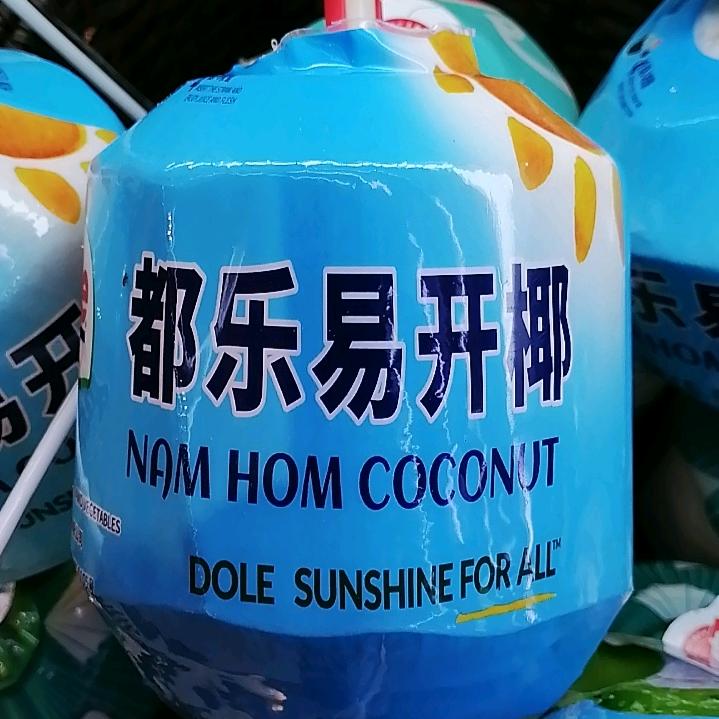 都乐易开椰
NAM HOM COCONUT
DOLE SUNSHINE FOR ALL™